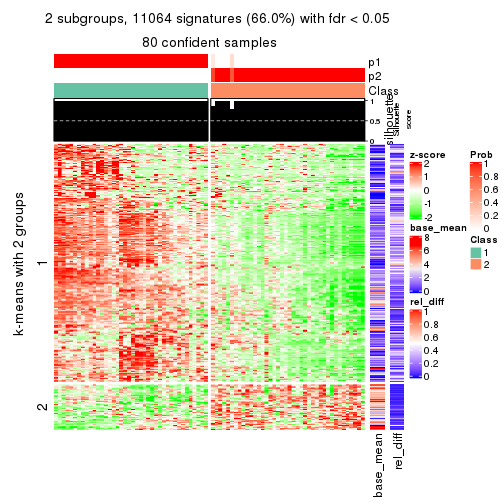 2 subgroups, 11064 signatures (66.0%) with fdr < 0.05
80 confident samples
p1
p2
Class
1
0.5
0
silhouette
Silhouette
score
k-means with 2 groups
1
2
base_mean
rel_diff
z-score
2
1
0
-1
-2
base_mean
8
6
4
2
0
rel_diff
1
0.8
0.6
0.4
0.2
0
Prob
1
0.8
0.6
0.4
0.2
0
Class
1
2